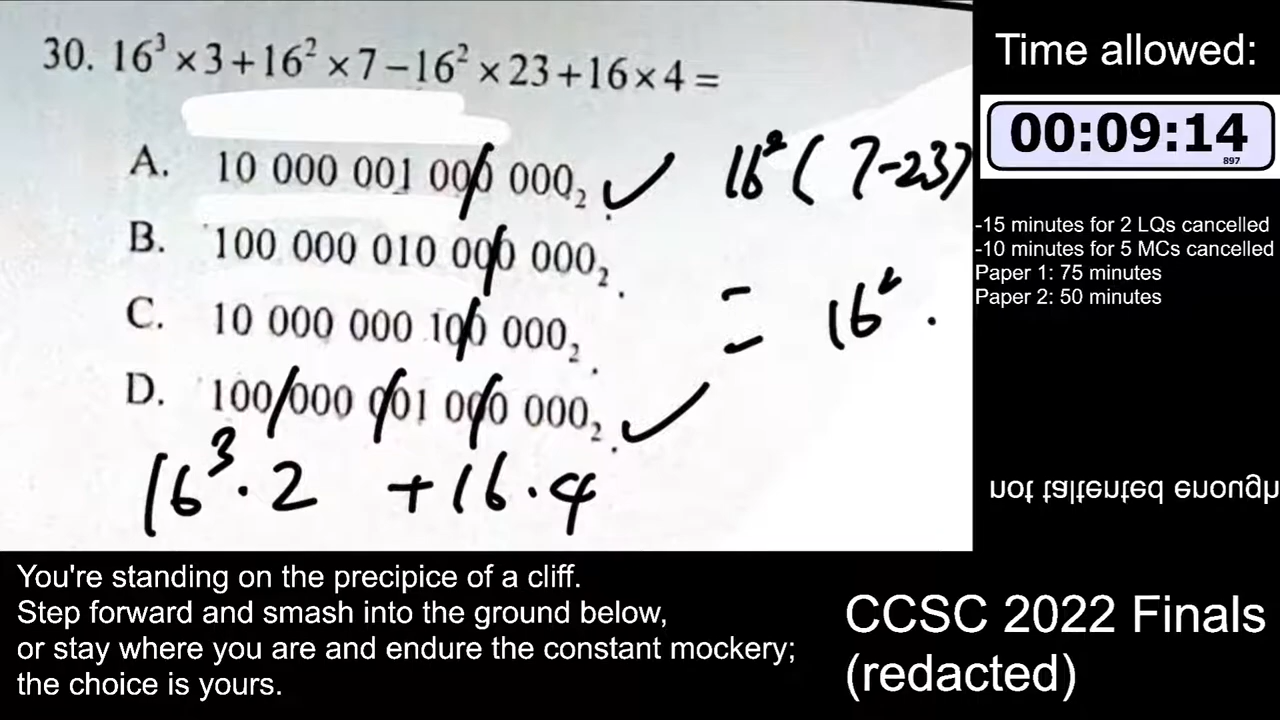 30. 16³ × 3 + 16² × 7 − 16² × 23 + 16 × 4 =
A. 10 000 001 000 000₂
B. 100 000 010 000 000₂
C. 10 000 000 100 000₂
D. 100 000 001 000 000₂
16² ( 7-23)
= 16² .
16³ · 2 + 16 · 4
Time allowed:
00:09:14
897
-15 minutes for 2 LQs cancelled
-10 minutes for 5 MCs cancelled
Paper 1: 75 minutes
Paper 2: 50 minutes
not taltented enough
You're standing on the precipice of a cliff.
Step forward and smash into the ground below,
or stay where you are and endure the constant mockery;
the choice is yours.
CCSC 2022 Finals
(redacted)